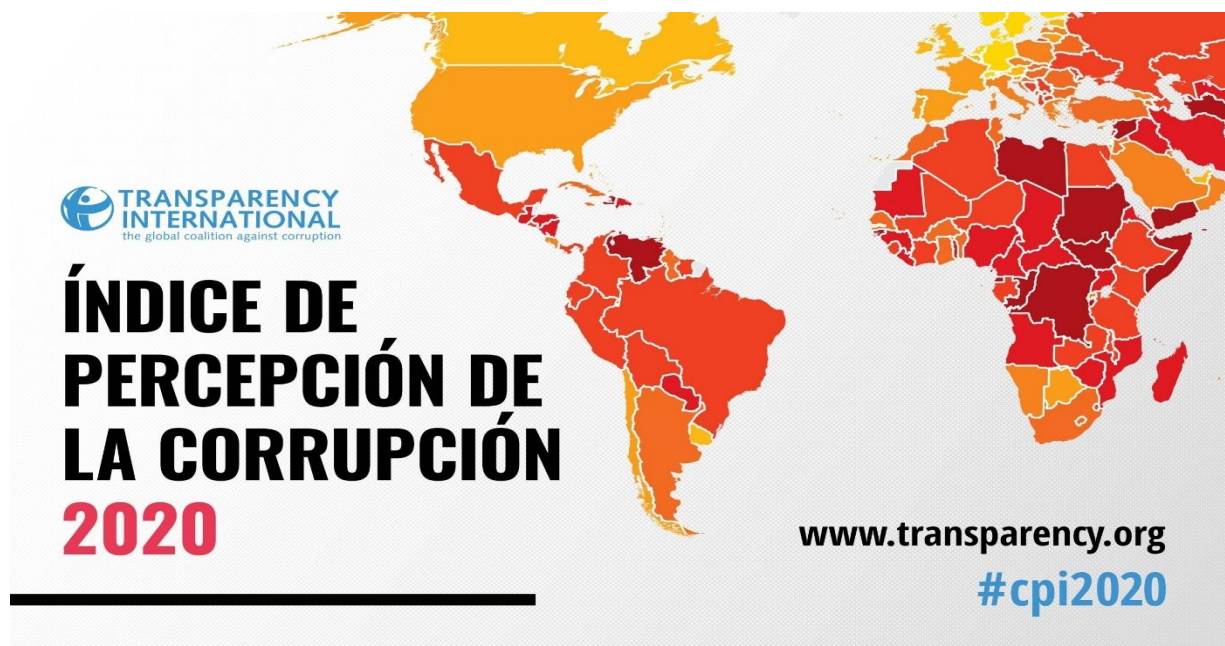 TRANSPARENCY
INTERNATIONAL
the global coalition against corruption
ÍNDICE DE
PERCEPCIÓN DE
LA CORRUPCIÓN
2020
www.transparency.org
#cpi2020